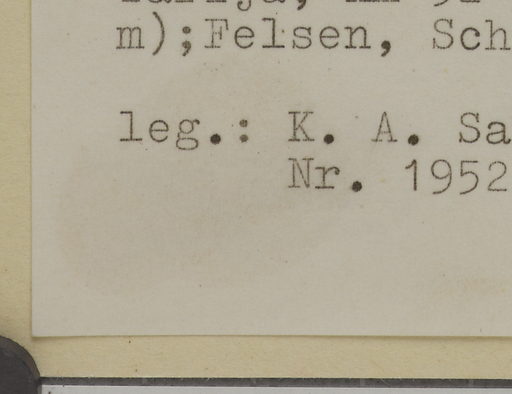 m); Felsen, Sch
leg.: K. A. Sa
Nr. 1952